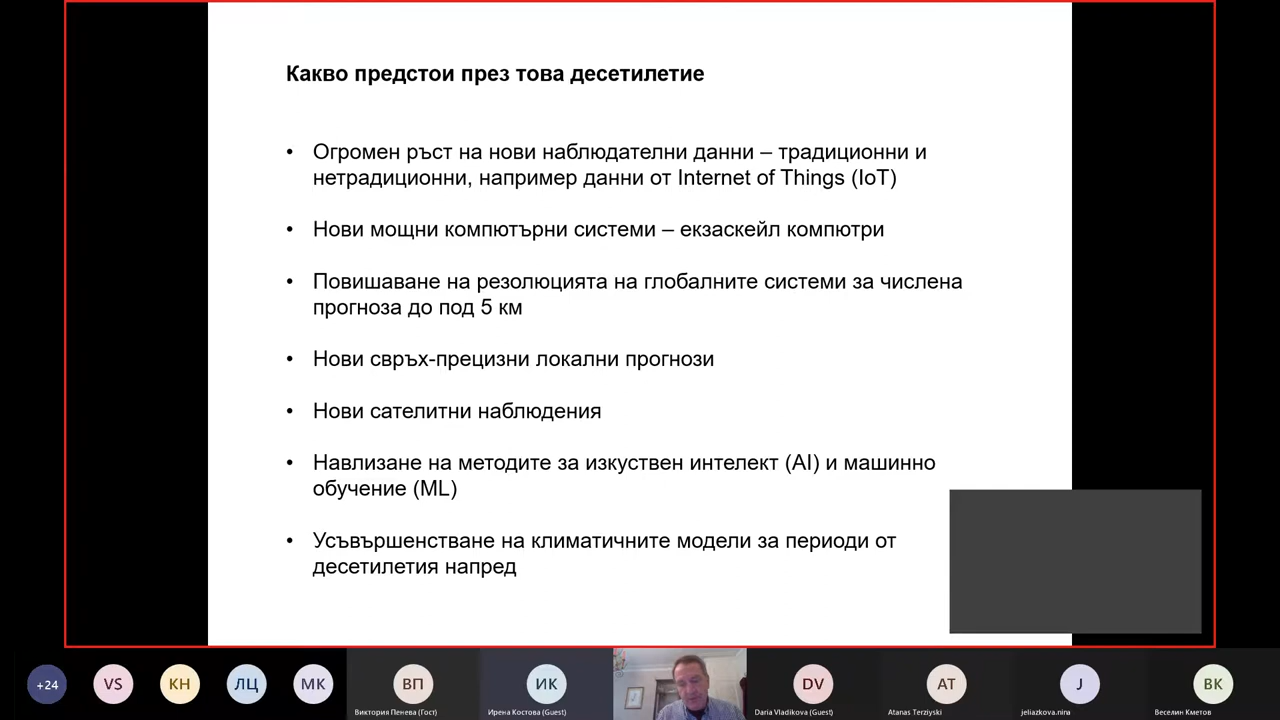 Какво предстои през това десетилетие
• Огромен ръст на нови наблюдателни данни – традиционни и
нетрадиционни, например данни от Internet of Things (IoT)
• Нови мощни компютърни системи – екзаскейл компютри
• Повишаване на резолюцията на глобалните системи за числена
прогноза до под 5 км
• Нови свръх-прецизни локални прогнози
• Нови сателитни наблюдения
• Навлизане на методите за изкуствен интелект (AI) и машинно
обучение (ML)
• Усъвършенстване на климатичните модели за периоди от
десетилетия напред
+24 VS КН ЛЦ МК ВП ИК DV AT J ВК
Виктория Пенева (Гост) Ирена Костова (Guest) Daria Vladikova (Guest) Atanas Terziyski jeliazkova.nina Веселин Кметов